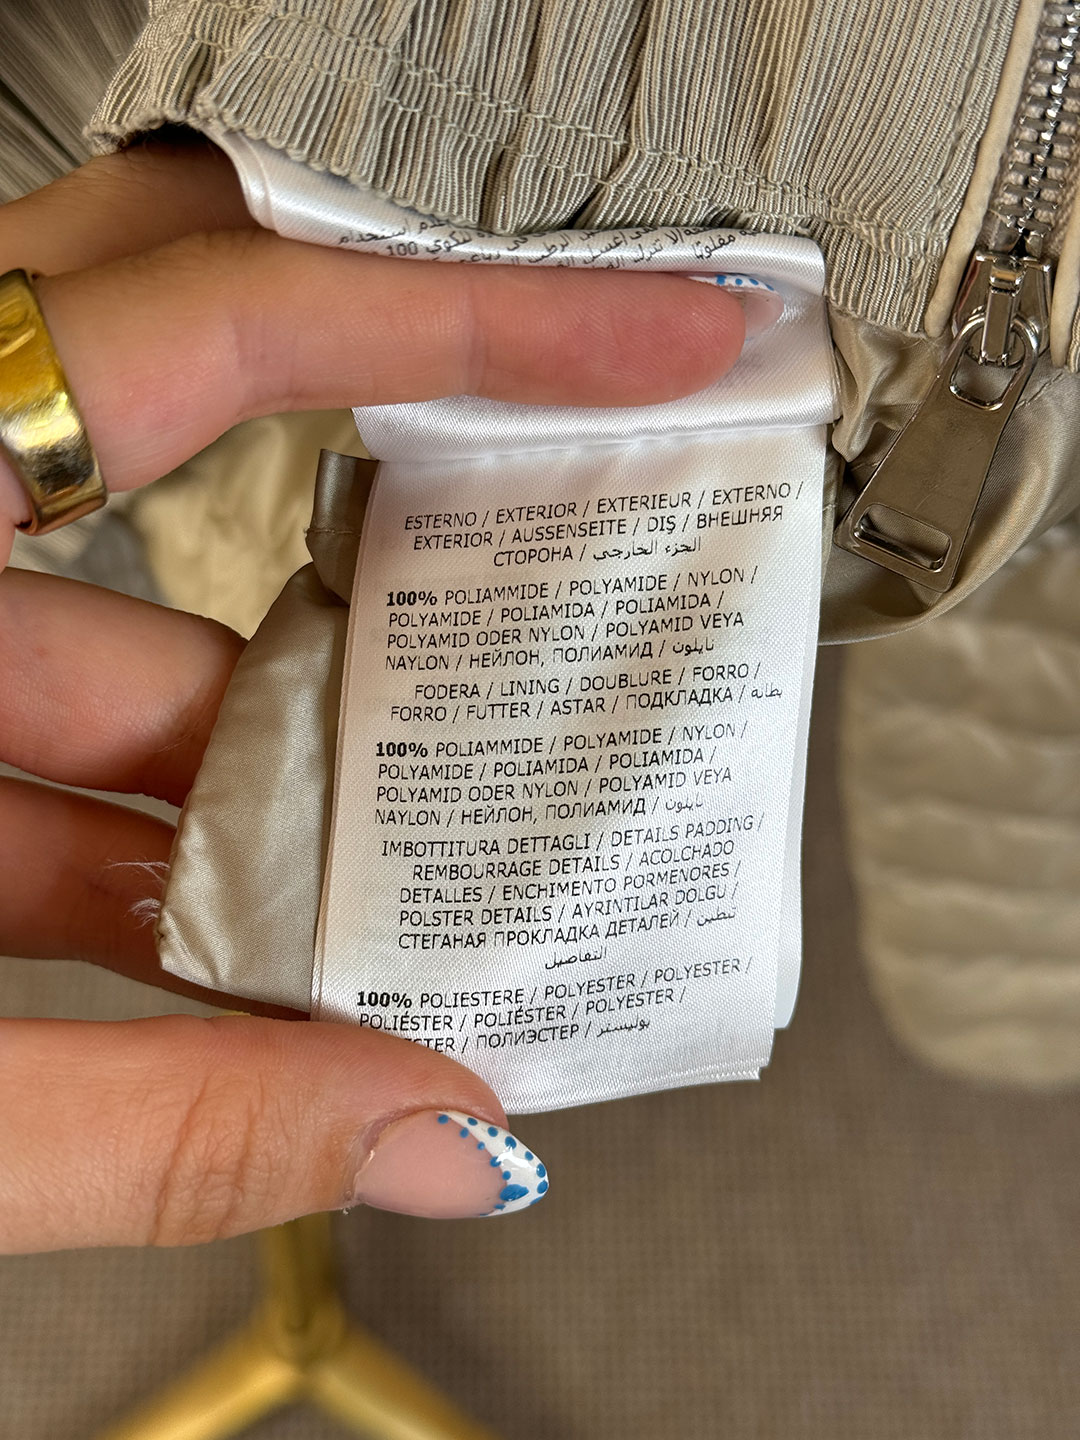 100
مقلوبًا
ESTERNO / EXTERIOR / EXTERIEUR / EXTERNO /
EXTERIOR / AUSSENSEITE / DIŞ / ВНЕШНЯЯ
СТОРОНА / الجزء الخارجي
100% POLIAMMIDE / POLYAMIDE / NYLON /
POLYAMIDE / POLIAMIDA / POLIAMIDA /
POLYAMID ODER NYLON / POLYAMID VEYA
NAYLON / НЕЙЛОН, ПОЛИАМИД / نايلون
FODERA / LINING / DOUBLURE / FORRO /
FORRO / FUTTER / ASTAR / ПОДКЛАДКА / بطانة
100% POLIAMMIDE / POLYAMIDE / NYLON /
POLYAMIDE / POLIAMIDA / POLIAMIDA /
POLYAMID ODER NYLON / POLYAMID VEYA
NAYLON / НЕЙЛОН, ПОЛИАМИД / نايلون
IMBOTTITURA DETTAGLI / DETAILS PADDING /
REMBOURRAGE DETAILS / ACOLCHADO
DETALLES / ENCHIMENTO PORMENORES /
POLSTER DETAILS / AYRINTILAR DOLGU /
СТЕГАНАЯ ПРОКЛАДКА ДЕТАЛЕЙ / تبطين
التفاصيل
100% POLIESTERE / POLYESTER / POLYESTER /
POLIÉSTER / POLIÉSTER / POLYESTER /
ПОЛИЭСТЕР / بوليستر